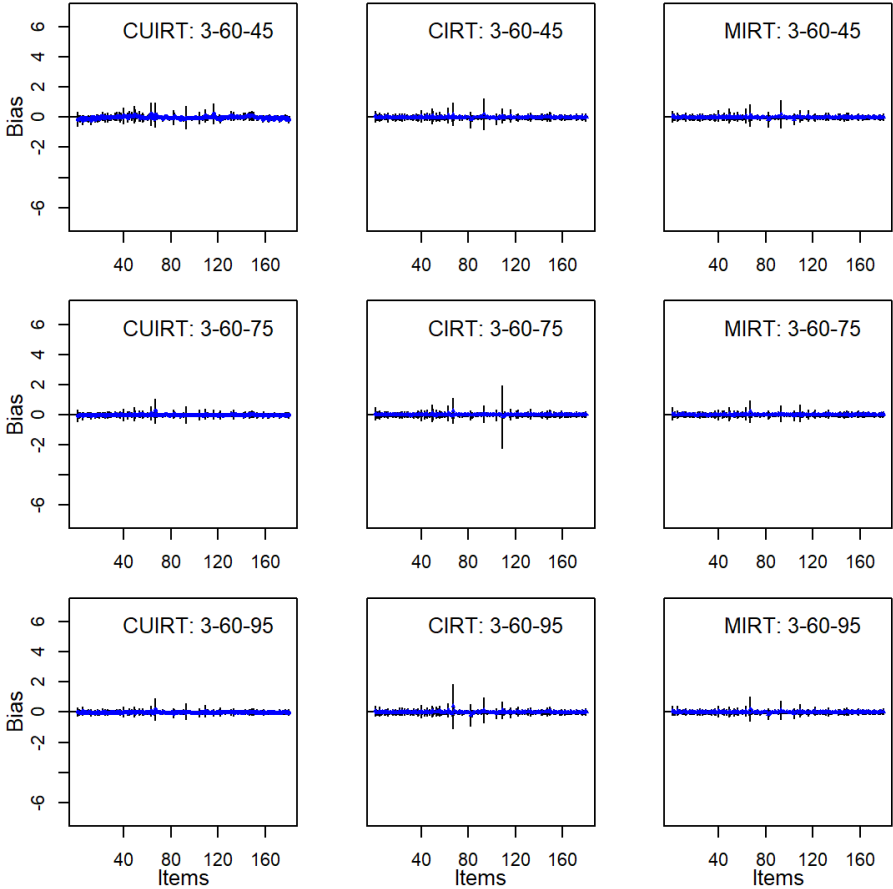 CUIRT: 3-60-45
CIRT: 3-60-45
MIRT: 3-60-45
Bias
6
4
2
0
-2
-6
40 80 120 160
40 80 120 160
40 80 120 160
CUIRT: 3-60-75
CIRT: 3-60-75
MIRT: 3-60-75
Bias
6
4
2
0
-2
-6
40 80 120 160
40 80 120 160
40 80 120 160
CUIRT: 3-60-95
CIRT: 3-60-95
MIRT: 3-60-95
Bias
6
4
2
0
-2
-6
40 80 120 160
40 80 120 160
40 80 120 160
Items
Items
Items